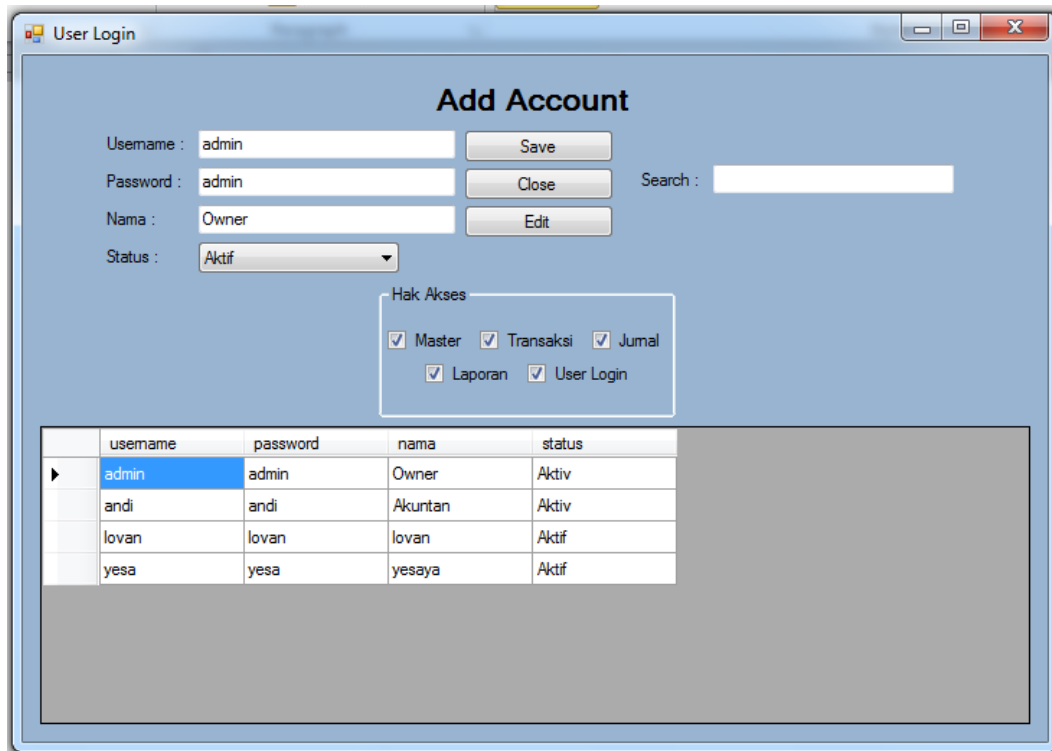 User Login
Add Account
Username : admin Save
Password : admin Close Search :
Nama : Owner Edit
Status : Aktif
Hak Akses
Master Transaksi Jurnal
Laporan User Login
username password nama status
admin admin Owner Aktiv
andi andi Akuntan Aktiv
lovan lovan lovan Aktif
yesa yesa yesaya Aktif